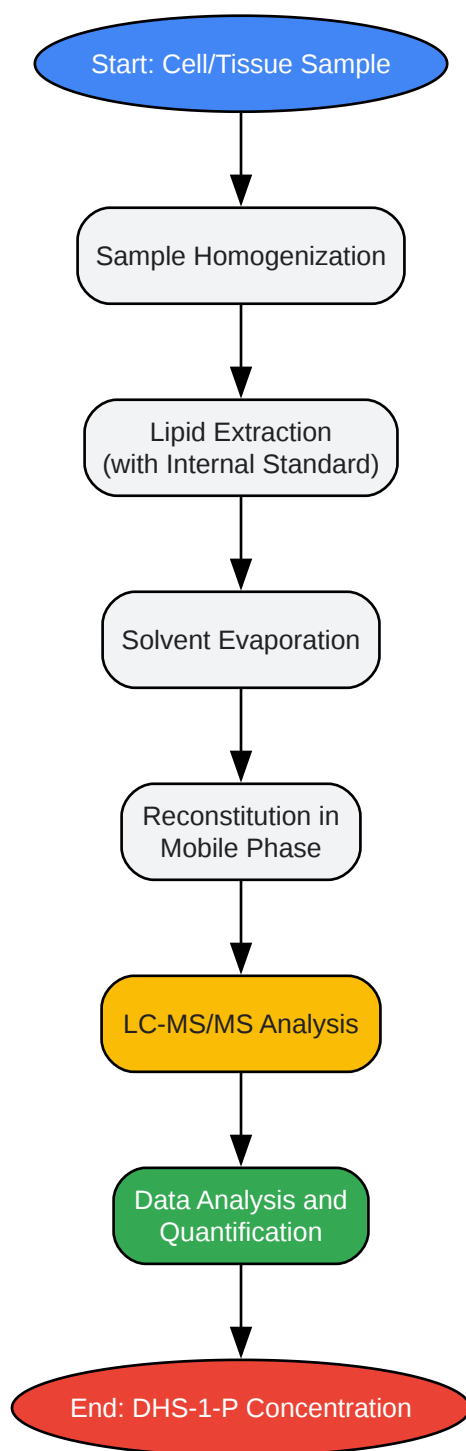 Start: Cell/Tissue Sample
Sample Homogenization
Lipid Extraction
(with Internal Standard)
Solvent Evaporation
Reconstitution in
Mobile Phase
LC-MS/MS Analysis
Data Analysis and
Quantification
End: DHS-1-P Concentration